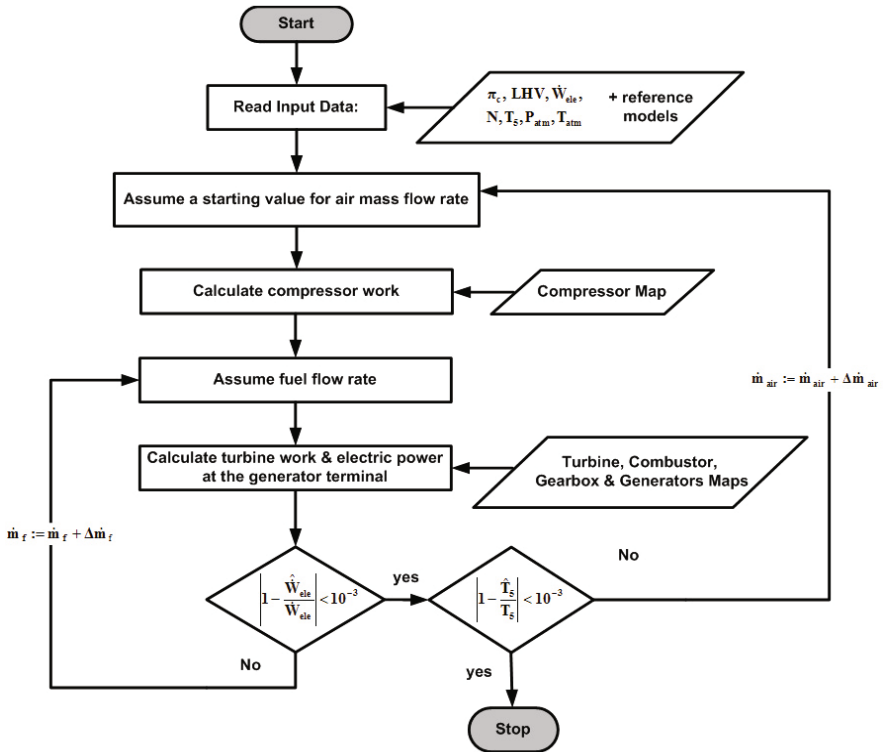 Start
Read Input Data:
π_c, LHV, Ẇ_ele,
N, T_5, P_atm, T_atm
+ reference
models
Assume a starting value for air mass flow rate
Calculate compressor work
Compressor Map
Assume fuel flow rate
ṁ_air := ṁ_air + Δṁ_air
Calculate turbine work & electric power
at the generator terminal
Turbine, Combustor,
Gearbox & Generators Maps
ṁ_f := ṁ_f + Δṁ_f
|1 − Ẇ̂_ele/Ẇ_ele| < 10⁻³
yes
|1 − T̂_5/T_5| < 10⁻³
No
No
yes
Stop